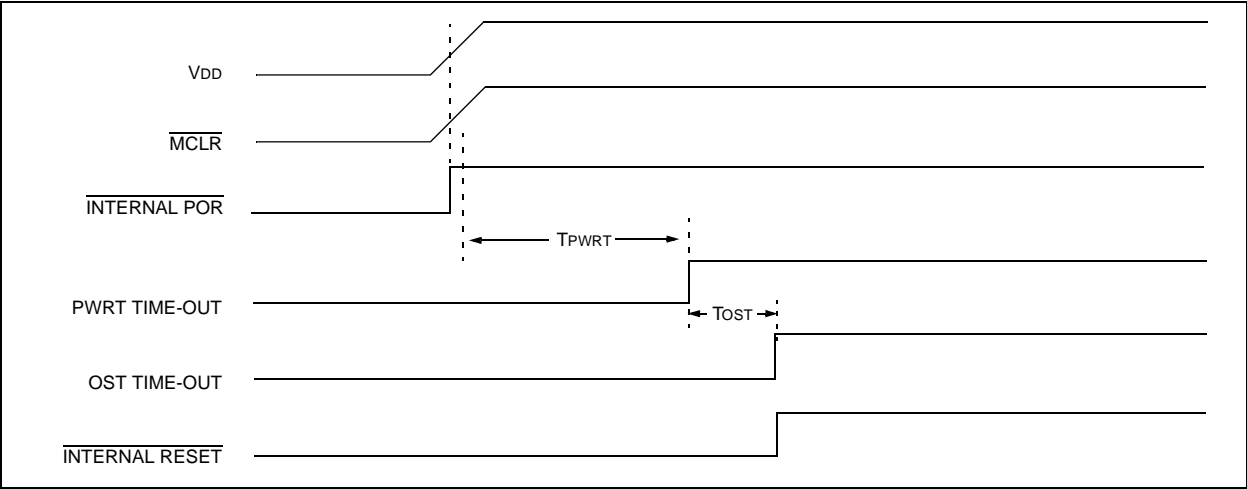 VDD
MCLR
INTERNAL POR
TPWRT
PWRT TIME-OUT
TOST
OST TIME-OUT
INTERNAL RESET